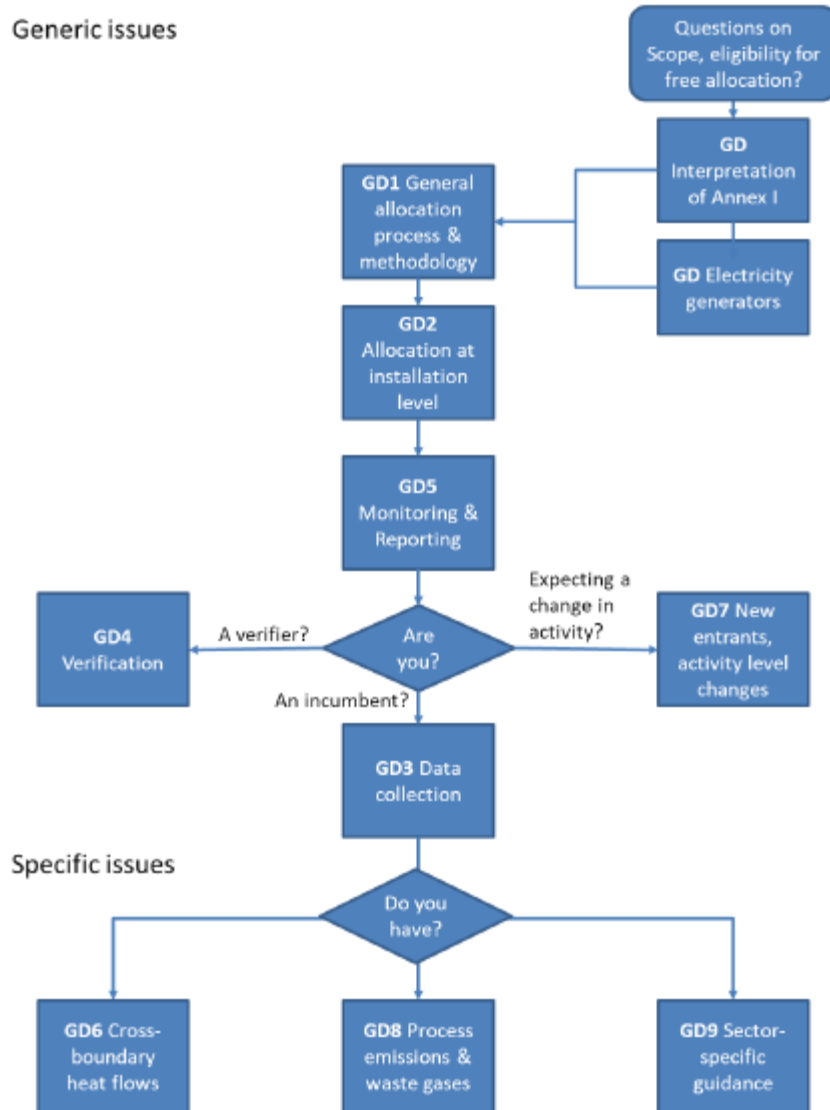 Generic issues
Questions on
Scope, eligibility for
free allocation?
GD
Interpretation
of Annex I
GD1 General
allocation
process &
methodology
GD Electricity
generators
GD2
Allocation at
installation
level
GD5
Monitoring &
Reporting
Expecting a
change in
activity?
GD4
Verification
A verifier?
Are
you?
GD7 New
entrants,
activity level
changes
An incumbent?
GD3 Data
collection
Specific issues
Do you
have?
GD6 Cross-
boundary
heat flows
GD8 Process
emissions &
waste gases
GD9 Sector-
specific
guidance